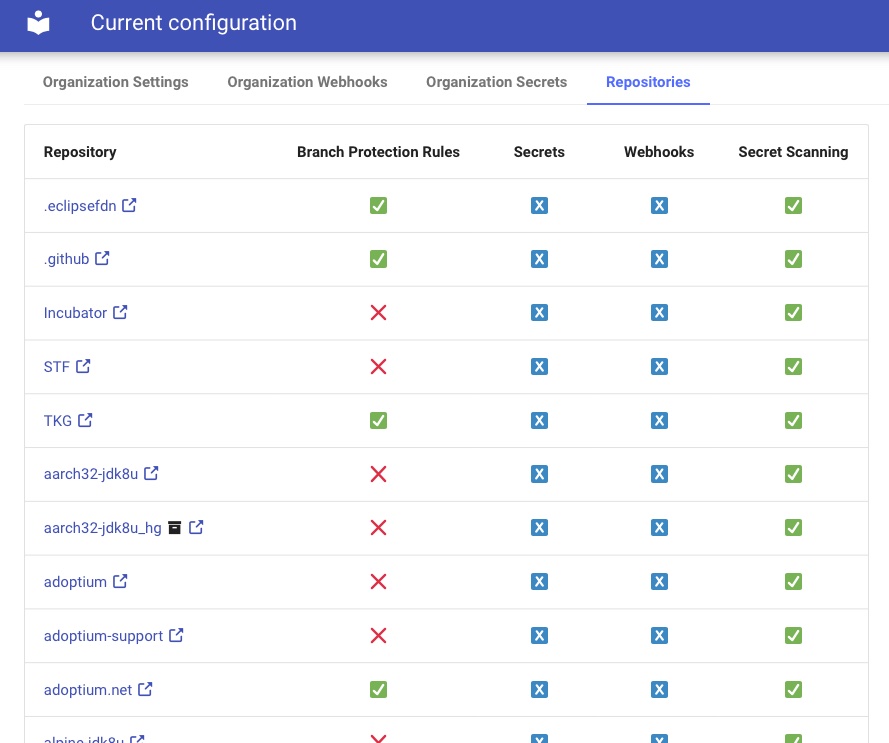 Current configuration
Organization Settings Organization Webhooks Organization Secrets Repositories
Repository Branch Protection Rules Secrets Webhooks Secret Scanning
.eclipsefdn ✅ X X ✅
.github ✅ X X ✅
Incubator ❌ X X ✅
STF ❌ X X ✅
TKG ✅ X X ✅
aarch32-jdk8u ❌ X X ✅
aarch32-jdk8u_hg ❌ X X ✅
adoptium ❌ X X ✅
adoptium-support ❌ X X ✅
adoptium.net ✅ X X ✅
alpine-jdk8u ❌ X X ✅